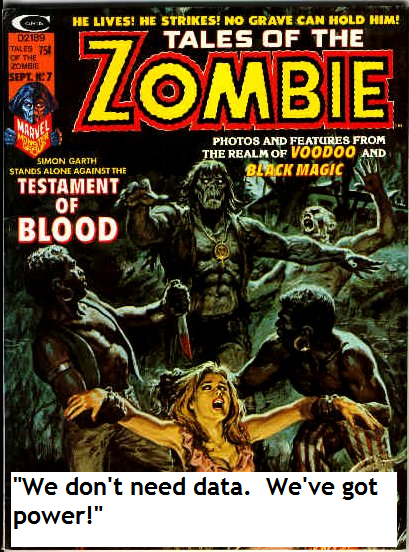 HE LIVES! HE STRIKES! NO GRAVE CAN HOLD HIM!
TALES OF THE
ZOMBIE
02189
TALES 75¢
OF THE
ZOMBIE
SEPT. No. 7
MARVEL
PHOTOS AND FEATURES FROM
THE REALM OF VOODOO AND
BLACK MAGIC
SIMON GARTH
STANDS ALONE AGAINST THE
TESTAMENT
OF
BLOOD
"We don't need data.  We've got
power!"